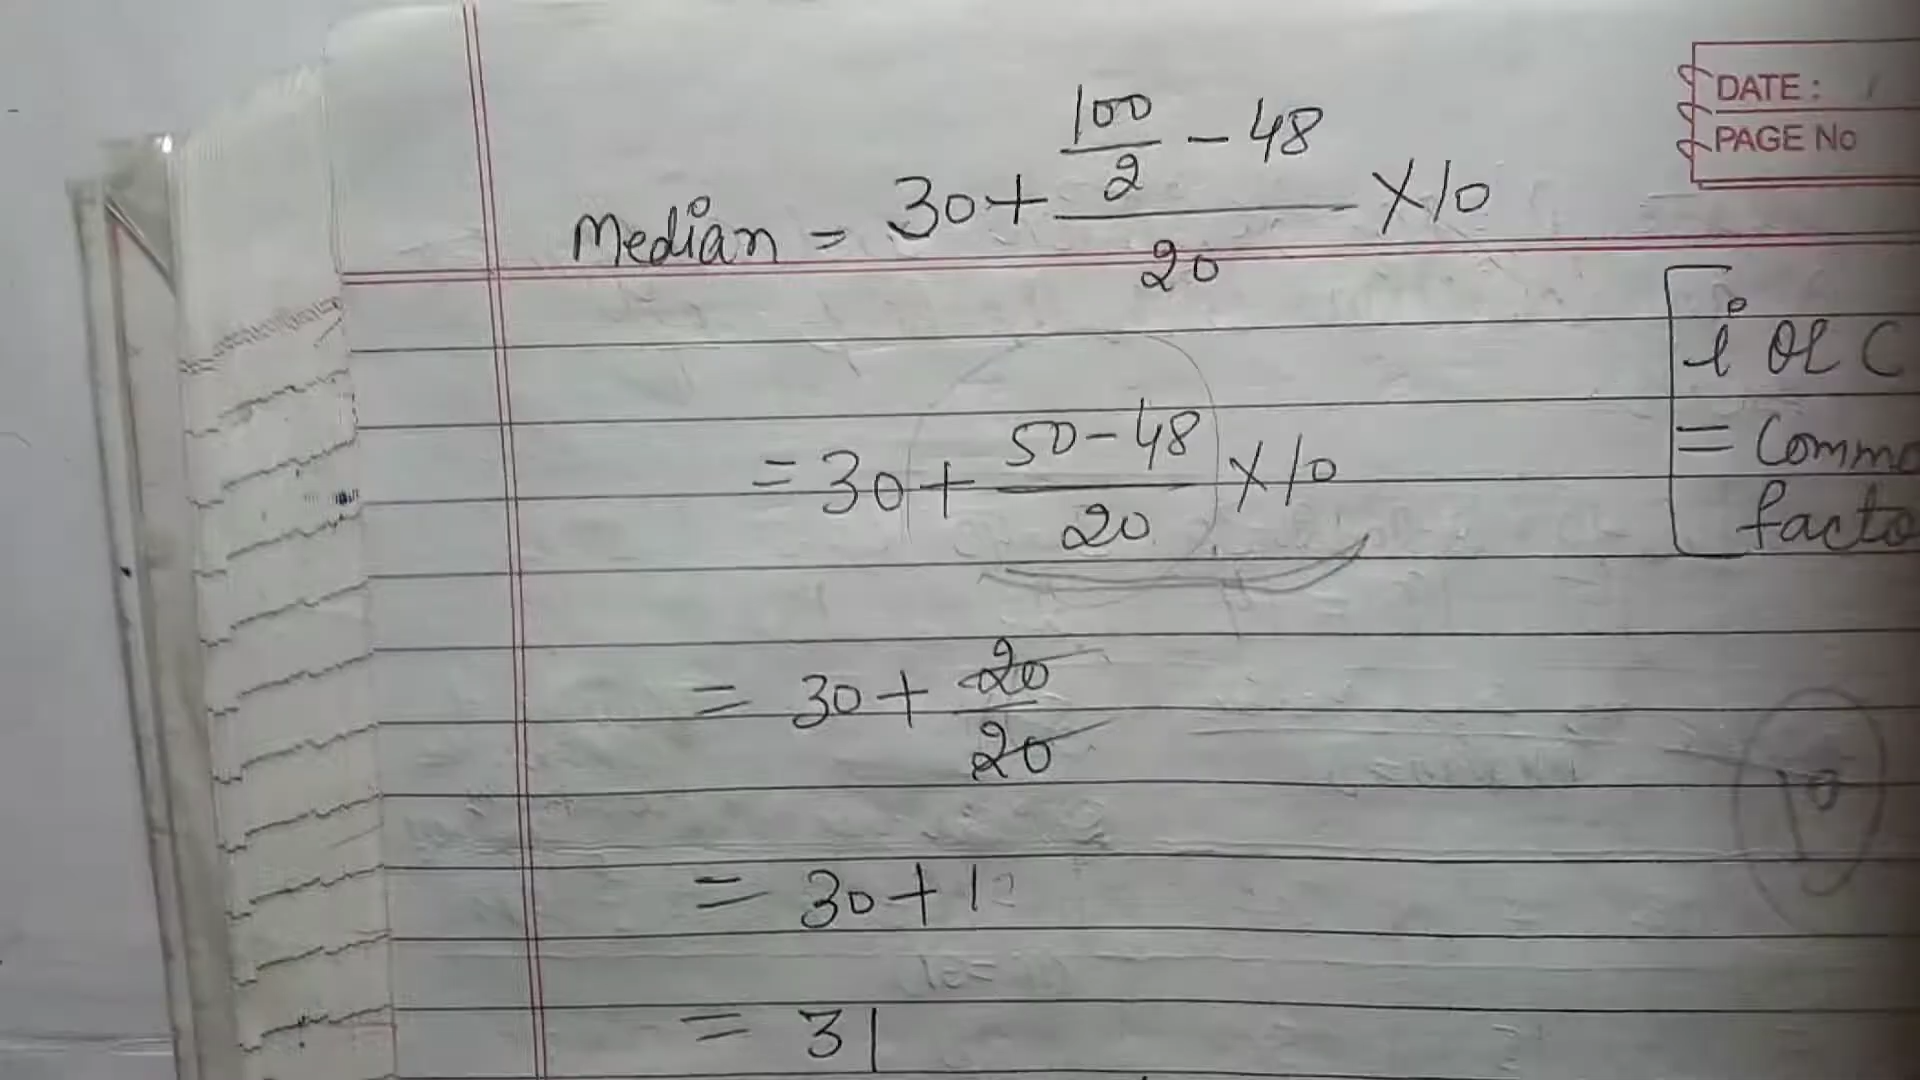 DATE :
PAGE No
Median = 30 + (100/2 - 48)/20 × 10
= 30 + (50 - 48)/20 × 10
i or C
= Commo
facto
= 30 + 20/20
= 30 + 1
= 31